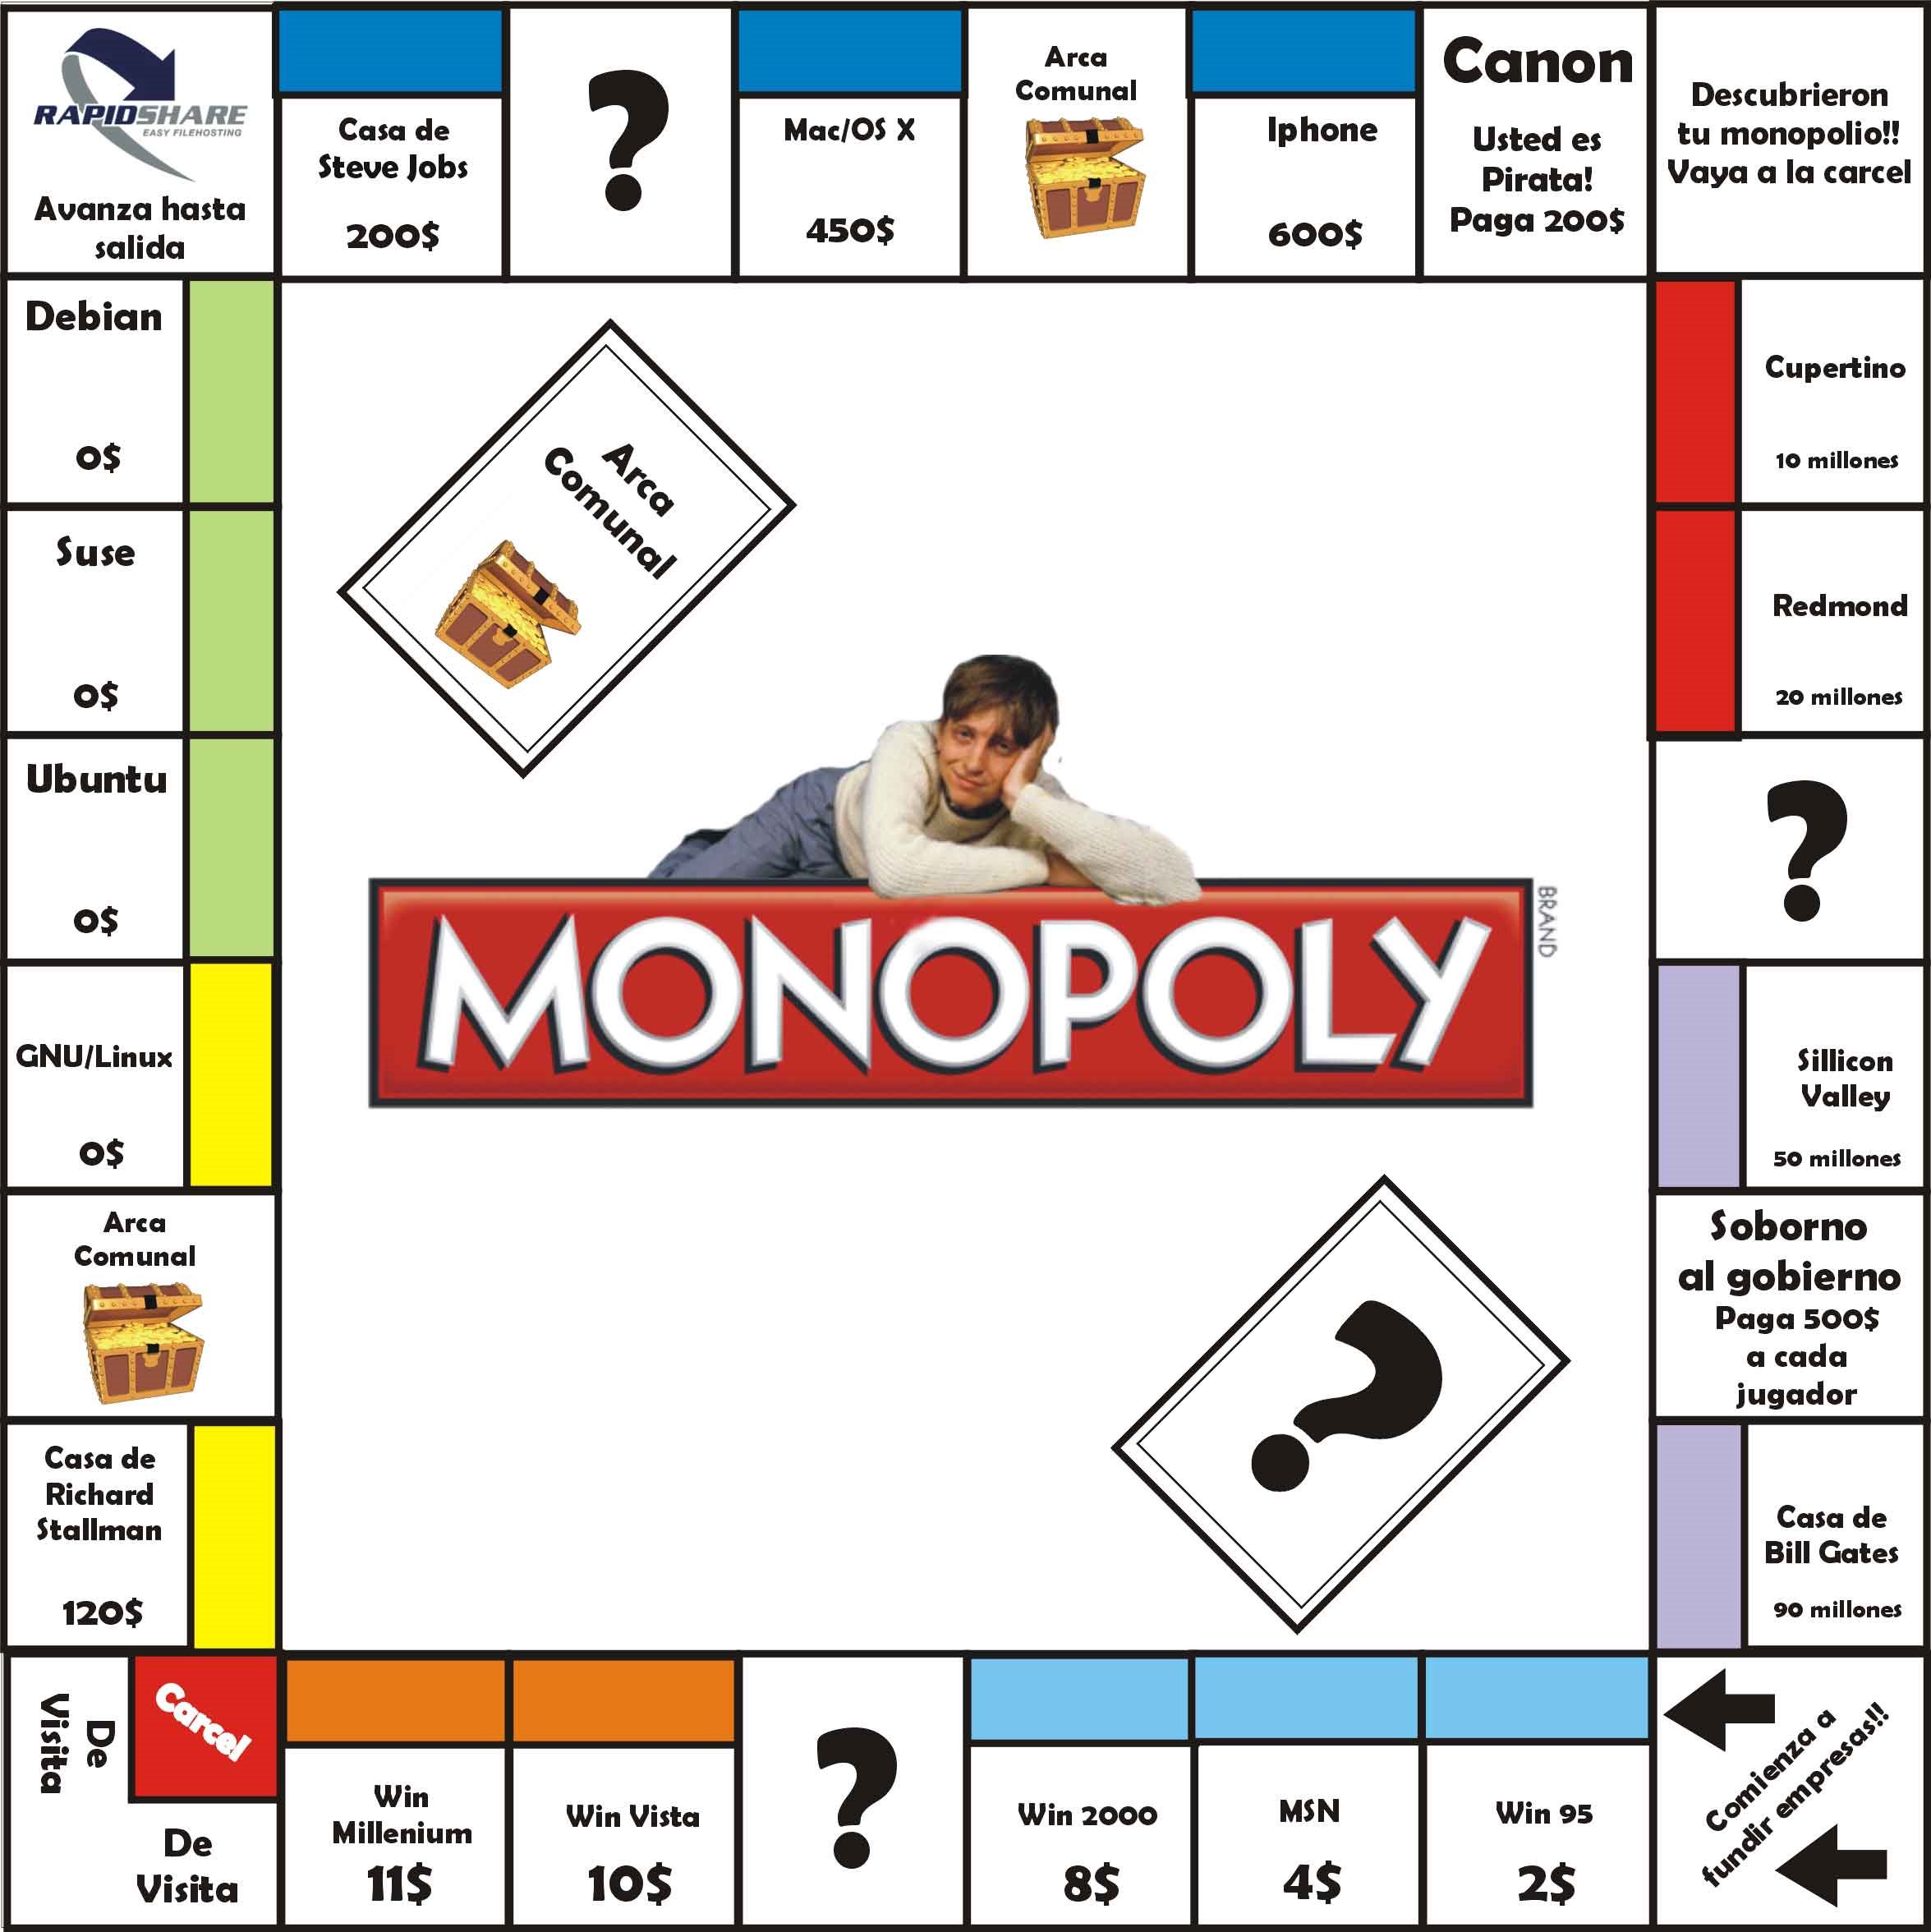 RAPIDSHARE
EASY FILEHOSTING
Avanza hasta
salida
Casa de
Steve Jobs
200$
?
Mac/OS X
450$
Arca
Comunal
Iphone
600$
Canon
Usted es
Pirata!
Paga 200$
Descubrieron
tu monopolio!!
Vaya a la carcel
Debian
0$
Suse
0$
Ubuntu
0$
GNU/Linux
0$
Arca
Comunal
Casa de
Richard
Stallman
120$
Arca
Comunal
MONOPOLY
BRAND
?
Cupertino
10 millones
Redmond
20 millones
?
Sillicon
Valley
50 millones
Soborno
al gobierno
Paga 500$
a cada
jugador
Casa de
Bill Gates
90 millones
De
Visita
Carcel
De
Visita
Win
Millenium
11$
Win Vista
10$
?
Win 2000
8$
MSN
4$
Win 95
2$
Comienza a
fundir empresas!!